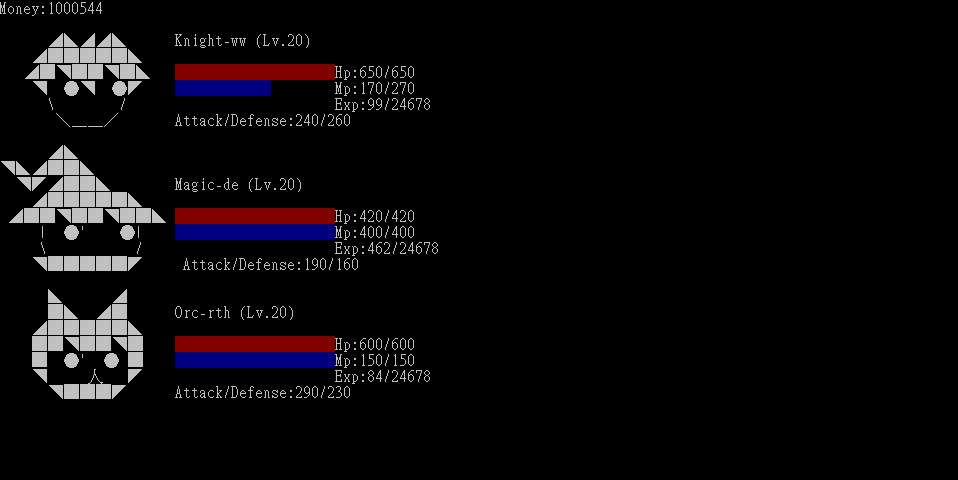 Money:1000544
Knight-ww (Lv.20)
Hp:650/650
Mp:170/270
Exp:99/24678
Attack/Defense:240/260
Magic-de (Lv.20)
Hp:420/420
Mp:400/400
Exp:462/24678
Attack/Defense:190/160
Orc-rth (Lv.20)
Hp:600/600
Mp:150/150
Exp:84/24678
Attack/Defense:290/230